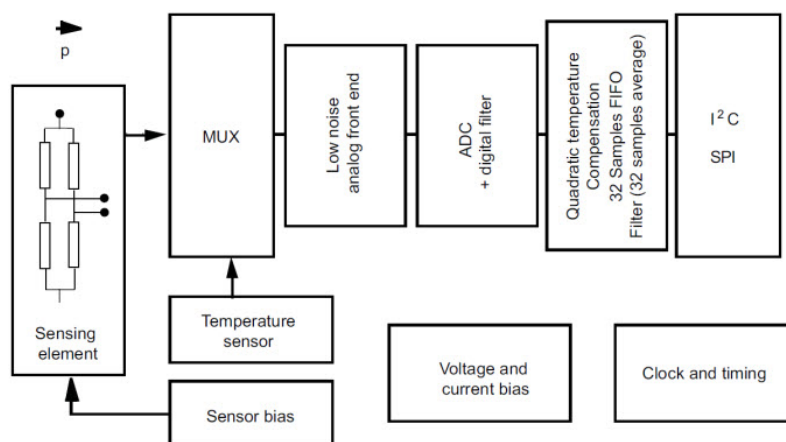 p
Sensing
element
MUX
Temperature
sensor
Sensor bias
Low noise
analog front end
ADC
+ digital filter
Quadratic temperature
Compensation
32 Samples FIFO
Filter (32 samples average)
I²C
SPI
Voltage and
current bias
Clock and timing